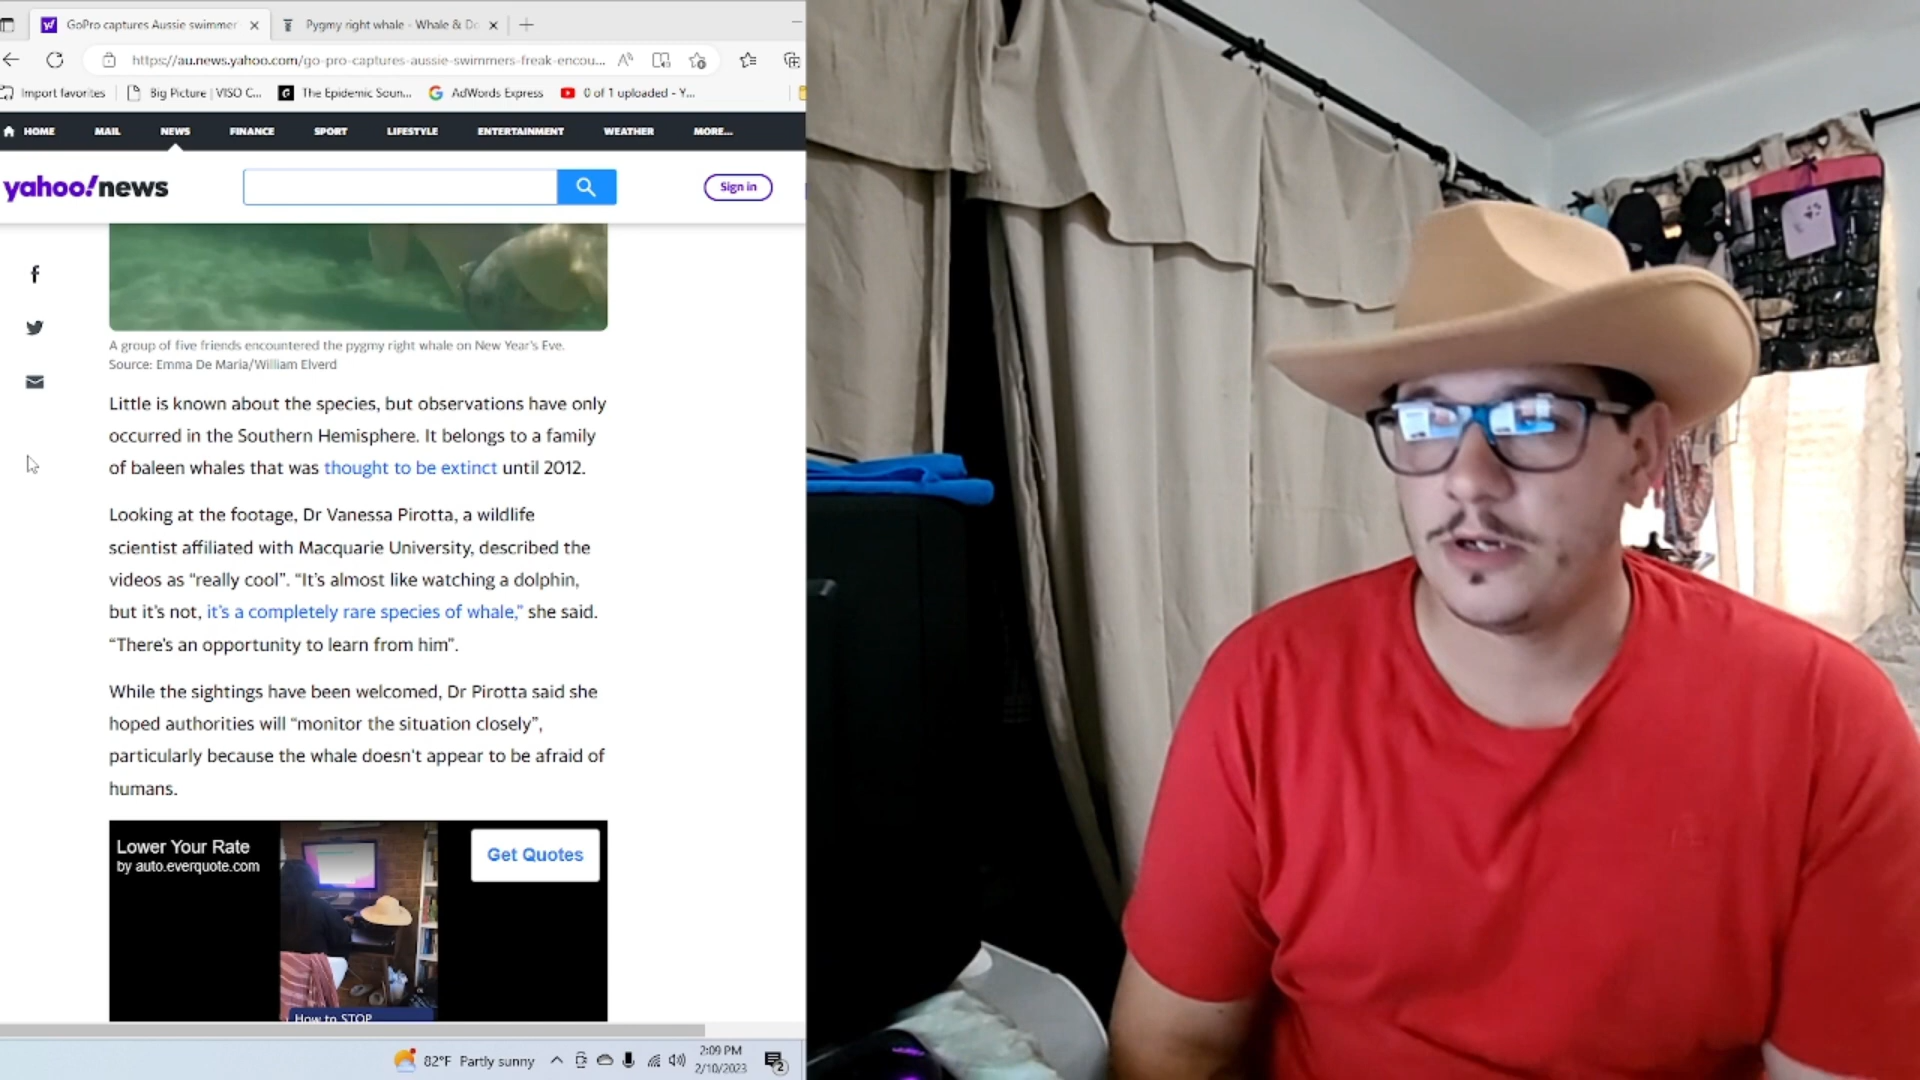 GoPro captures Aussie swimmer
Pygmy right whale - Whale & Do
https://au.news.yahoo.com/go-pro-captures-aussie-swimmers-freak-encou...
Import favorites
Big Picture | VISO C...
The Epidemic Soun...
AdWords Express
0 of 1 uploaded - Y...
HOME MAIL NEWS FINANCE SPORT LIFESTYLE ENTERTAINMENT WEATHER MORE...
yahoo!news
Sign in
A group of five friends encountered the pygmy right whale on New Year's Eve.
Source: Emma De Maria/William Elverd
Little is known about the species, but observations have only
occurred in the Southern Hemisphere. It belongs to a family
of baleen whales that was thought to be extinct until 2012.
Looking at the footage, Dr Vanessa Pirotta, a wildlife
scientist affiliated with Macquarie University, described the
videos as “really cool”. “It’s almost like watching a dolphin,
but it’s not, it’s a completely rare species of whale,” she said.
“There’s an opportunity to learn from him”.
While the sightings have been welcomed, Dr Pirotta said she
hoped authorities will “monitor the situation closely”,
particularly because the whale doesn't appear to be afraid of
humans.
Lower Your Rate
by auto.everquote.com
Get Quotes
How to STOP
82°F Partly sunny
2:09 PM
2/10/2023
2